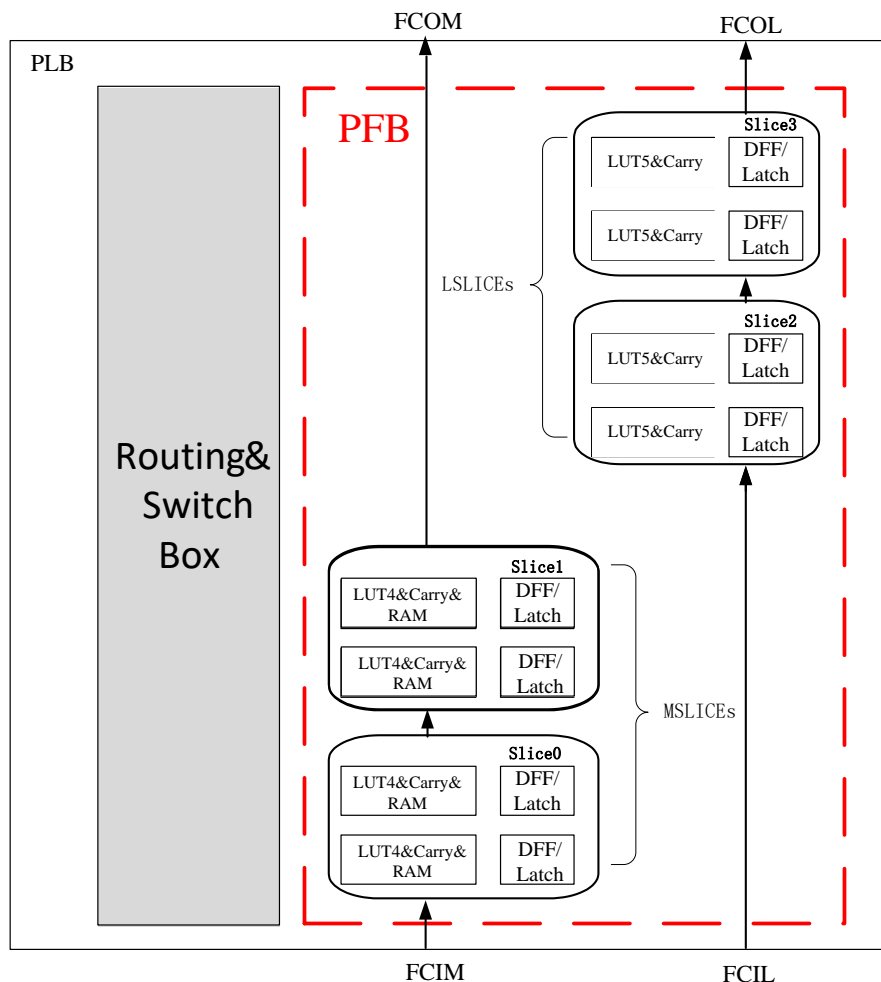 FCOM
FCOL
PLB
PFB
Slice3
LUT5&Carry
DFF/
Latch
LUT5&Carry
DFF/
Latch
LSLICEs
Slice2
LUT5&Carry
DFF/
Latch
LUT5&Carry
DFF/
Latch
Routing&
Switch
Box
Slice1
LUT4&Carry&
RAM
DFF/
Latch
LUT4&Carry&
RAM
DFF/
Latch
MSLICEs
Slice0
LUT4&Carry&
RAM
DFF/
Latch
LUT4&Carry&
RAM
DFF/
Latch
FCIM
FCIL